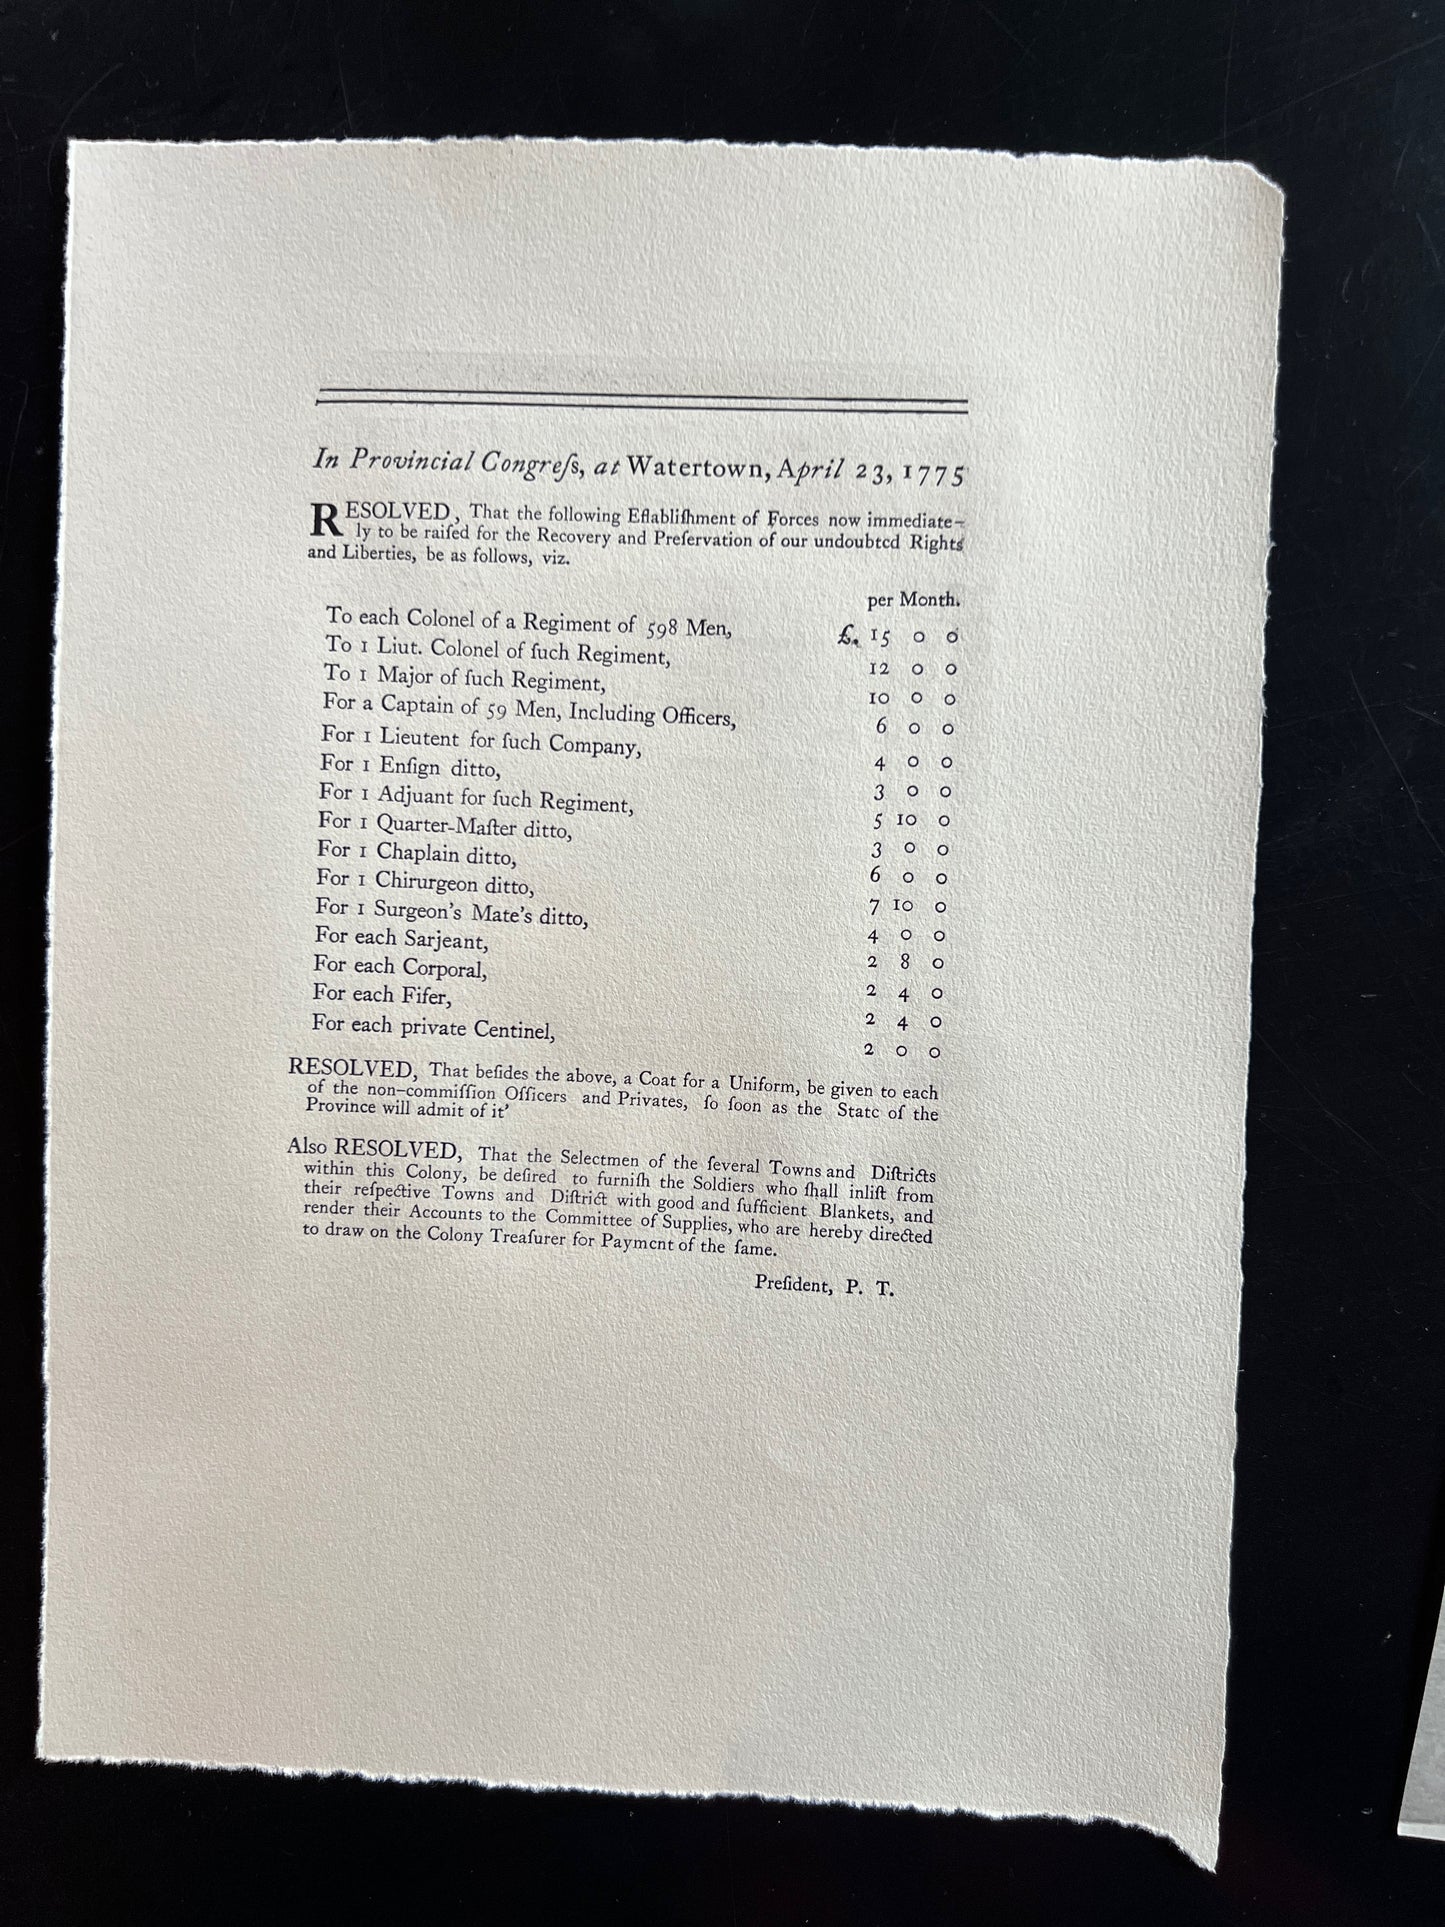 In Provincial Congreſs, at Watertown, April 23, 1775
RESOLVED, That the following Eſlabliſhment of Forces now immediate-
ly to be raiſed for the Recovery and Preſervation of our undoubtcd Rights
and Liberties, be as follows, viz.
per Month.
To each Colonel of a Regiment of 598 Men, £. 15 0 0
To 1 Liut. Colonel of ſuch Regiment, 12 0 0
To 1 Major of ſuch Regiment, 10 0 0
For a Captain of 59 Men, Including Officers, 6 0 0
For 1 Lieutent for ſuch Company, 4 0 0
For 1 Enſign ditto, 3 0 0
For 1 Adjuant for ſuch Regiment, 5 10 0
For 1 Quarter-Maſter ditto, 3 0 0
For 1 Chaplain ditto, 6 0 0
For 1 Chirurgeon ditto, 7 10 0
For 1 Surgeon's Mate's ditto, 4 0 0
For each Sarjeant, 2 8 0
For each Corporal, 2 4 0
For each Fifer, 2 4 0
For each private Centinel, 2 0 0
RESOLVED, That beſides the above, a Coat for a Uniform, be given to each
of the non-commiſſion Officers and Privates, ſo ſoon as the Statc of the
Province will admit of it'
Also RESOLVED, That the Selectmen of the ſeveral Towns and Diſtricts
within this Colony, be deſired to furniſh the Soldiers who ſhall inliſt from
their reſpective Towns and Diſtrict with good and ſufficient Blankets, and
render their Accounts to the Committee of Supplies, who are hereby directed
to draw on the Colony Treaſurer for Paymcnt of the ſame.
Preſident, P. T.